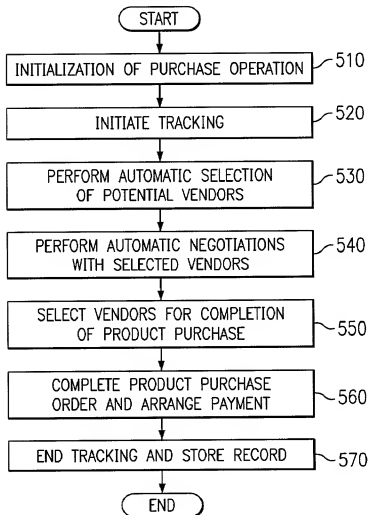 START
INITIALIZATION OF PURCHASE OPERATION 510
INITIATE TRACKING 520
PERFORM AUTOMATIC SELECTION
OF POTENTIAL VENDORS 530
PERFORM AUTOMATIC NEGOTIATIONS
WITH SELECTED VENDORS 540
SELECT VENDORS FOR COMPLETION
OF PRODUCT PURCHASE 550
COMPLETE PRODUCT PURCHASE
ORDER AND ARRANGE PAYMENT 560
END TRACKING AND STORE RECORD 570
END